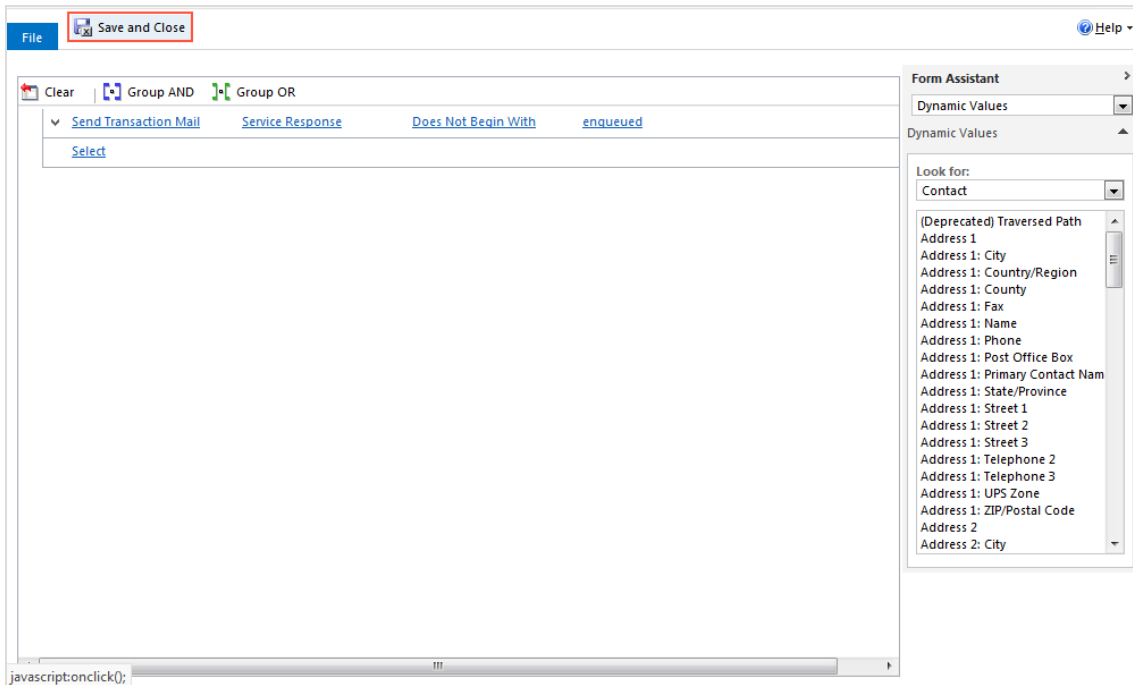 File
Save and Close
Help
Clear
Group AND
Group OR
Send Transaction Mail Service Response Does Not Begin With enqueued
Select
Form Assistant
Dynamic Values
Dynamic Values
Look for:
Contact
(Deprecated) Traversed Path
Address 1
Address 1: City
Address 1: Country/Region
Address 1: County
Address 1: Fax
Address 1: Name
Address 1: Phone
Address 1: Post Office Box
Address 1: Primary Contact Nam
Address 1: State/Province
Address 1: Street 1
Address 1: Street 2
Address 1: Street 3
Address 1: Telephone 2
Address 1: Telephone 3
Address 1: UPS Zone
Address 1: ZIP/Postal Code
Address 2
Address 2: City
javascript:onclick();